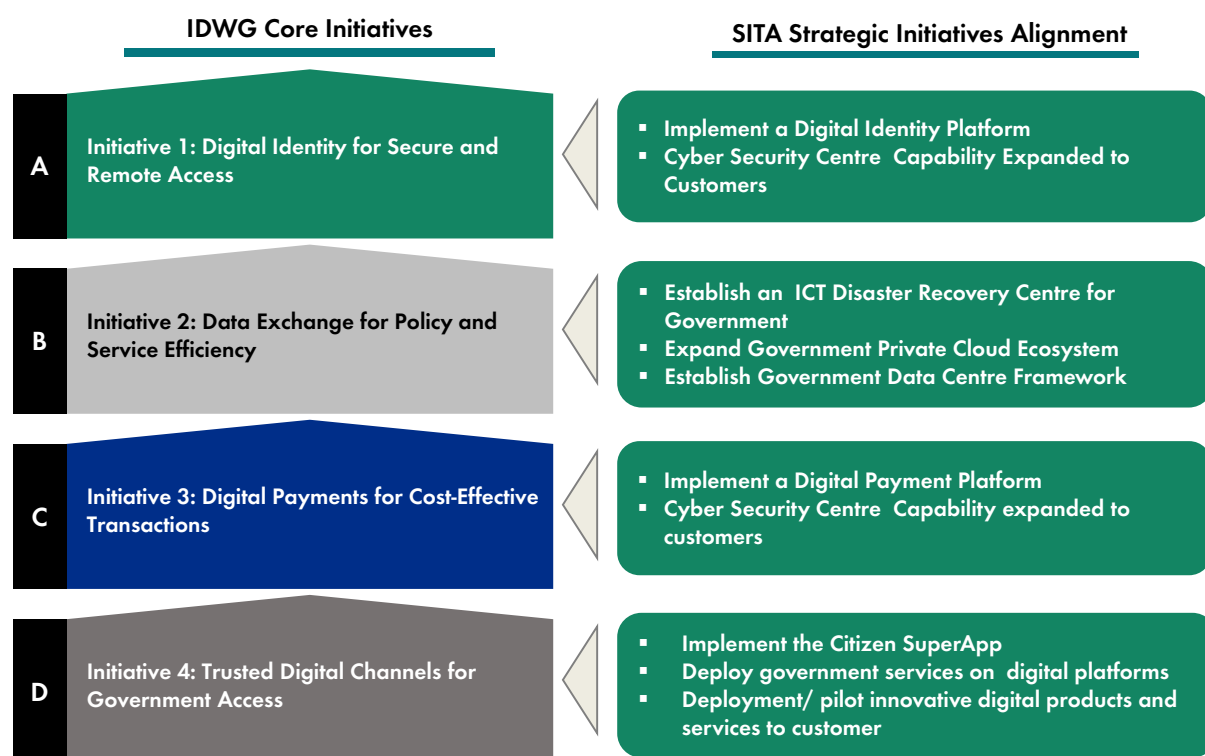 IDWG Core Initiatives
SITA Strategic Initiatives Alignment
A
Initiative 1: Digital Identity for Secure and
Remote Access
▪ Implement a Digital Identity Platform
▪ Cyber Security Centre  Capability Expanded to
Customers
B
Initiative 2: Data Exchange for Policy and
Service Efficiency
▪ Establish an  ICT Disaster Recovery Centre for
Government
▪ Expand Government Private Cloud Ecosystem
▪ Establish Government Data Centre Framework
C
Initiative 3: Digital Payments for Cost-Effective
Transactions
▪ Implement a Digital Payment Platform
▪ Cyber Security Centre  Capability expanded to
customers
D
Initiative 4: Trusted Digital Channels for
Government Access
▪ Implement the Citizen SuperApp
▪ Deploy government services on  digital platforms
▪ Deployment/ pilot innovative digital products and
services to customer